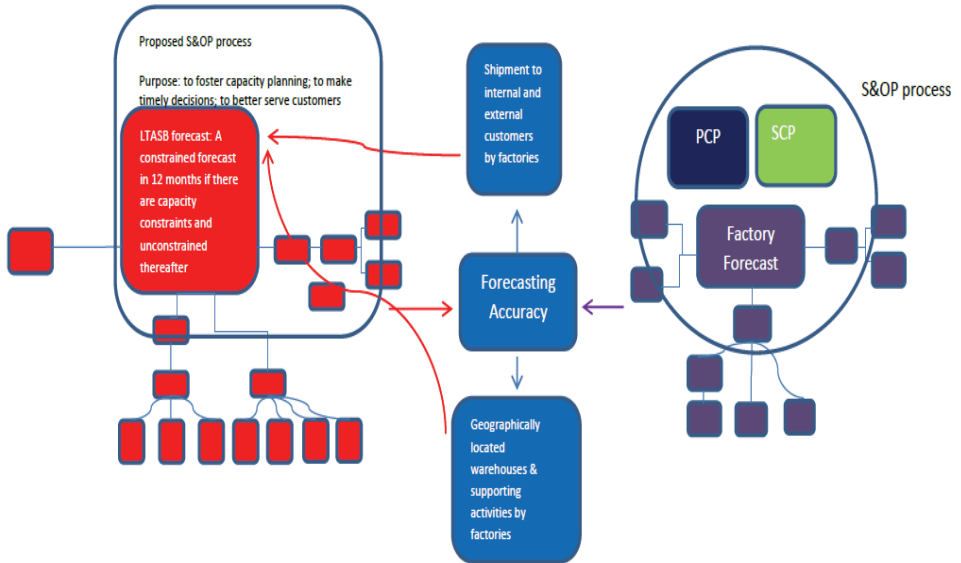 Proposed S&OP process
Purpose: to foster capacity planning; to make
timely decisions; to better serve customers
LTASB forecast: A
constrained forecast
in 12 months if there
are capacity
constraints and
unconstrained
thereafter
Shipment to
internal and
external
customers
by factories
Forecasting
Accuracy
Geographically
located
warehouses &
supporting
activities by
factories
S&OP process
PCP
SCP
Factory
Forecast